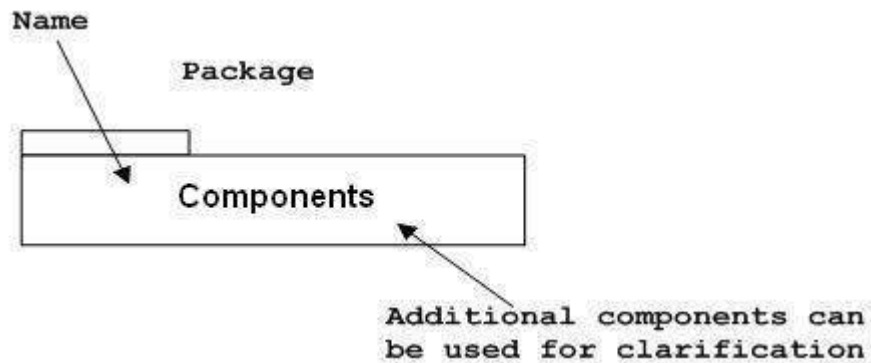 Name
Package
Components
Additional components can
be used for clarification